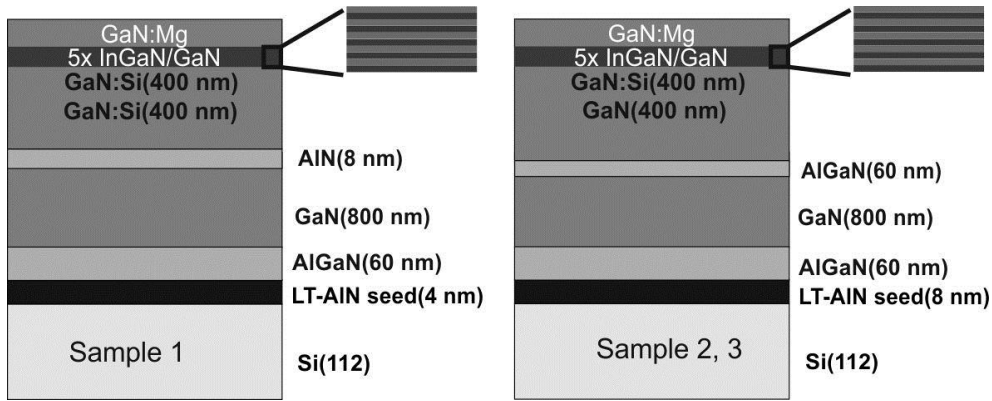 GaN:Mg
5x InGaN/GaN
GaN:Si(400 nm)
GaN:Si(400 nm)
AlN(8 nm)
GaN(800 nm)
AlGaN(60 nm)
LT-AlN seed(4 nm)
Sample 1
Si(112)
GaN:Mg
5x InGaN/GaN
GaN:Si(400 nm)
GaN(400 nm)
AlGaN(60 nm)
GaN(800 nm)
AlGaN(60 nm)
LT-AlN seed(8 nm)
Sample 2, 3
Si(112)